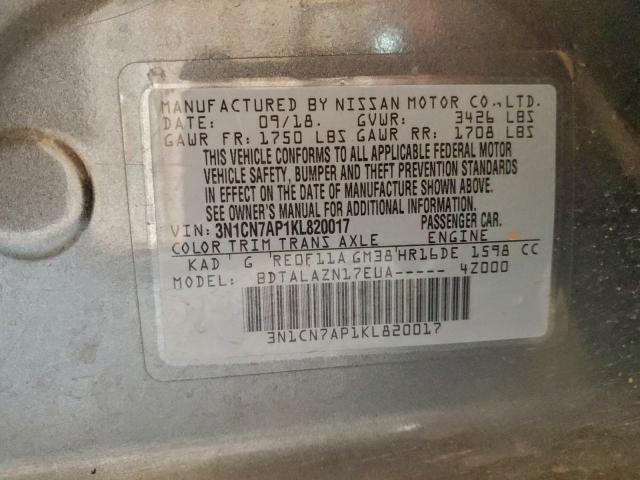 MANUFACTURED BY NISSAN MOTOR CO.,LTD.
DATE: 09/18. GVWR: 3426 LBS
GAWR FR: 1750 LBS GAWR RR: 1708 LBS
THIS VEHICLE CONFORMS TO ALL APPLICABLE FEDERAL MOTOR
VEHICLE SAFETY, BUMPER AND THEFT PREVENTION STANDARDS
IN EFFECT ON THE DATE OF MANUFACTURE SHOWN ABOVE.
SEE OWNER'S MANUAL FOR ADDITIONAL INFORMATION.
VIN: 3N1CN7AP1KL820017 PASSENGER CAR.
COLOR TRIM TRANS AXLE ENGINE
KAD' G 'RE0F11A GM38'HR16DE 1598 CC
MODEL: BDTALAZN17EUA----- 4Z000
3N1CN7AP1KL820017